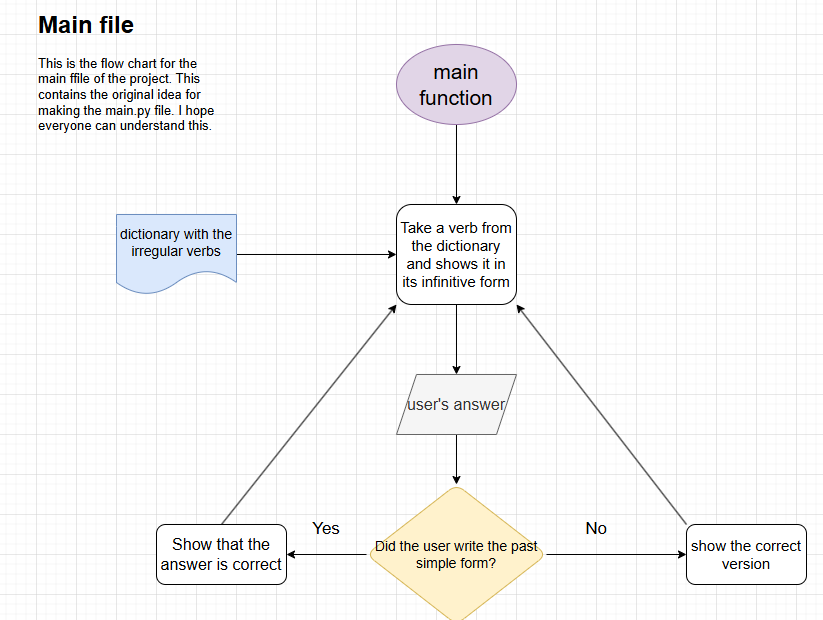 Main file
This is the flow chart for the
main ffile of the project. This
contains the original idea for
making the main.py file. I hope
everyone can understand this.
main
function
dictionary with the
irregular verbs
Take a verb from
the dictionary
and shows it in
its infinitive form
user's answer
Yes
No
Show that the
answer is correct
Did the user write the past
simple form?
show the correct
version